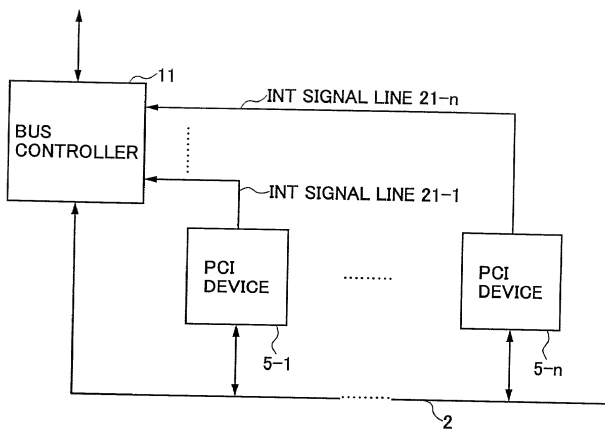 11
INT SIGNAL LINE 21-n
BUS
CONTROLLER
INT SIGNAL LINE 21-1
PCI
DEVICE
PCI
DEVICE
5-1
5-n
2